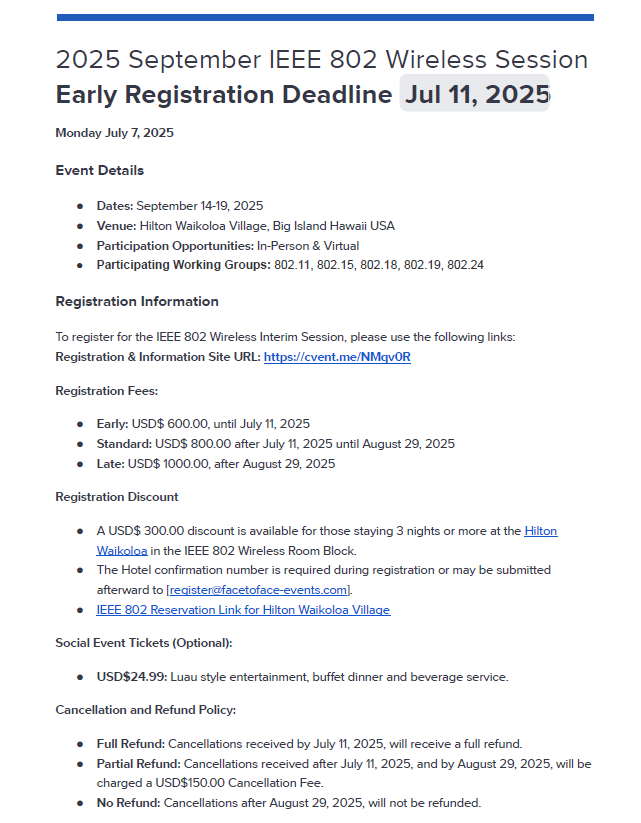 2025 September IEEE 802 Wireless Session
Early Registration Deadline Jul 11, 2025
Monday July 7, 2025
Event Details
● Dates: September 14-19, 2025
● Venue: Hilton Waikoloa Village, Big Island Hawaii USA
● Participation Opportunities: In-Person & Virtual
● Participating Working Groups: 802.11, 802.15, 802.18, 802.19, 802.24
Registration Information
To register for the IEEE 802 Wireless Interim Session, please use the following links:
Registration & Information Site URL: https://cvent.me/NMqv0R
Registration Fees:
● Early: USD$ 600.00, until July 11, 2025
● Standard: USD$ 800.00 after July 11, 2025 until August 29, 2025
● Late: USD$ 1000.00, after August 29, 2025
Registration Discount
● A USD$ 300.00 discount is available for those staying 3 nights or more at the Hilton
Waikoloa in the IEEE 802 Wireless Room Block.
● The Hotel confirmation number is required during registration or may be submitted
afterward to [register@facetoface-events.com].
● IEEE 802 Reservation Link for Hilton Waikoloa Village
Social Event Tickets (Optional):
● USD$24.99: Luau style entertainment, buffet dinner and beverage service.
Cancellation and Refund Policy:
● Full Refund: Cancellations received by July 11, 2025, will receive a full refund.
● Partial Refund: Cancellations received after July 11, 2025, and by August 29, 2025, will be
charged a USD$150.00 Cancellation Fee.
● No Refund: Cancellations after August 29, 2025, will not be refunded.